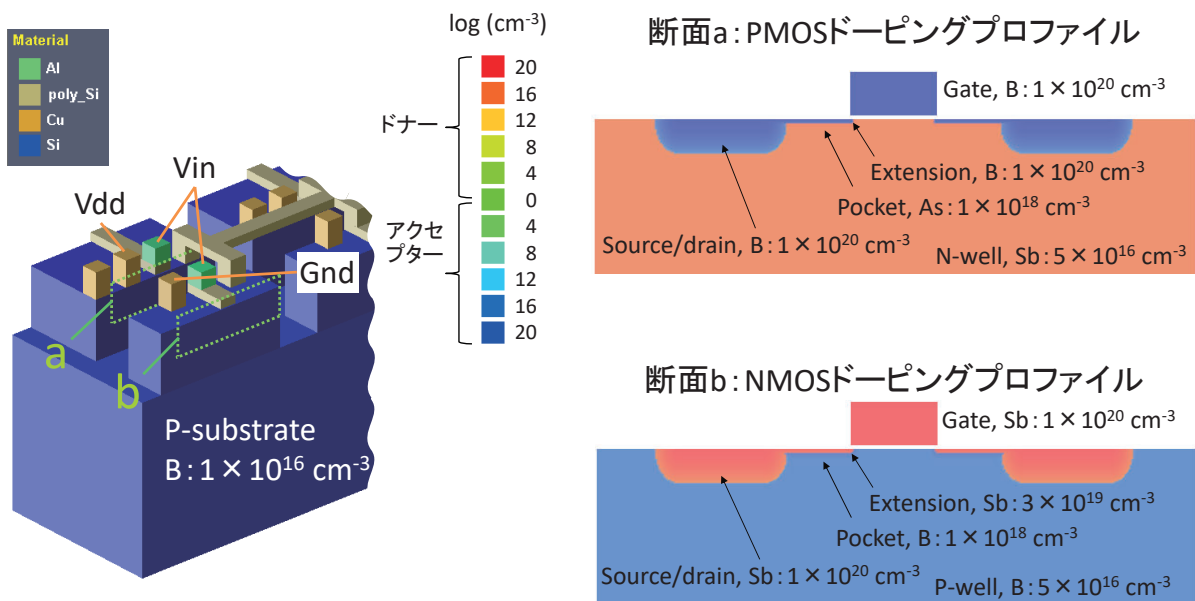 Material
Al
poly_Si
Cu
Si
Vin
Vdd
Gnd
a
b
P-substrate
B：1 × 10¹⁶ cm⁻³
log (cm⁻³)
ドナー
アクセ
プター
20
16
12
8
4
0
4
8
12
16
20
断面a：PMOSドーピングプロファイル
Gate, B：1 × 10²⁰ cm⁻³
Extension, B：1 × 10²⁰ cm⁻³
Pocket, As：1 × 10¹⁸ cm⁻³
Source/drain, B：1 × 10²⁰ cm⁻³
N-well, Sb：5 × 10¹⁶ cm⁻³
断面b：NMOSドーピングプロファイル
Gate, Sb：1 × 10²⁰ cm⁻³
Extension, Sb：3 × 10¹⁹ cm⁻³
Pocket, B：1 × 10¹⁸ cm⁻³
Source/drain, Sb：1 × 10²⁰ cm⁻³
P-well, B：5 × 10¹⁶ cm⁻³